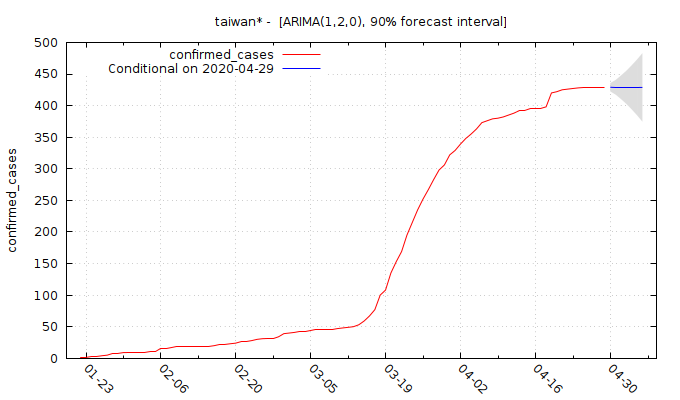 taiwan* - [ARIMA(1,2,0), 90% forecast interval]
confirmed_cases
Conditional on 2020-04-29
confirmed_cases
500
450
400
350
300
250
200
150
100
50
0
01-23 02-06 02-20 03-05 03-19 04-02 04-16 04-30